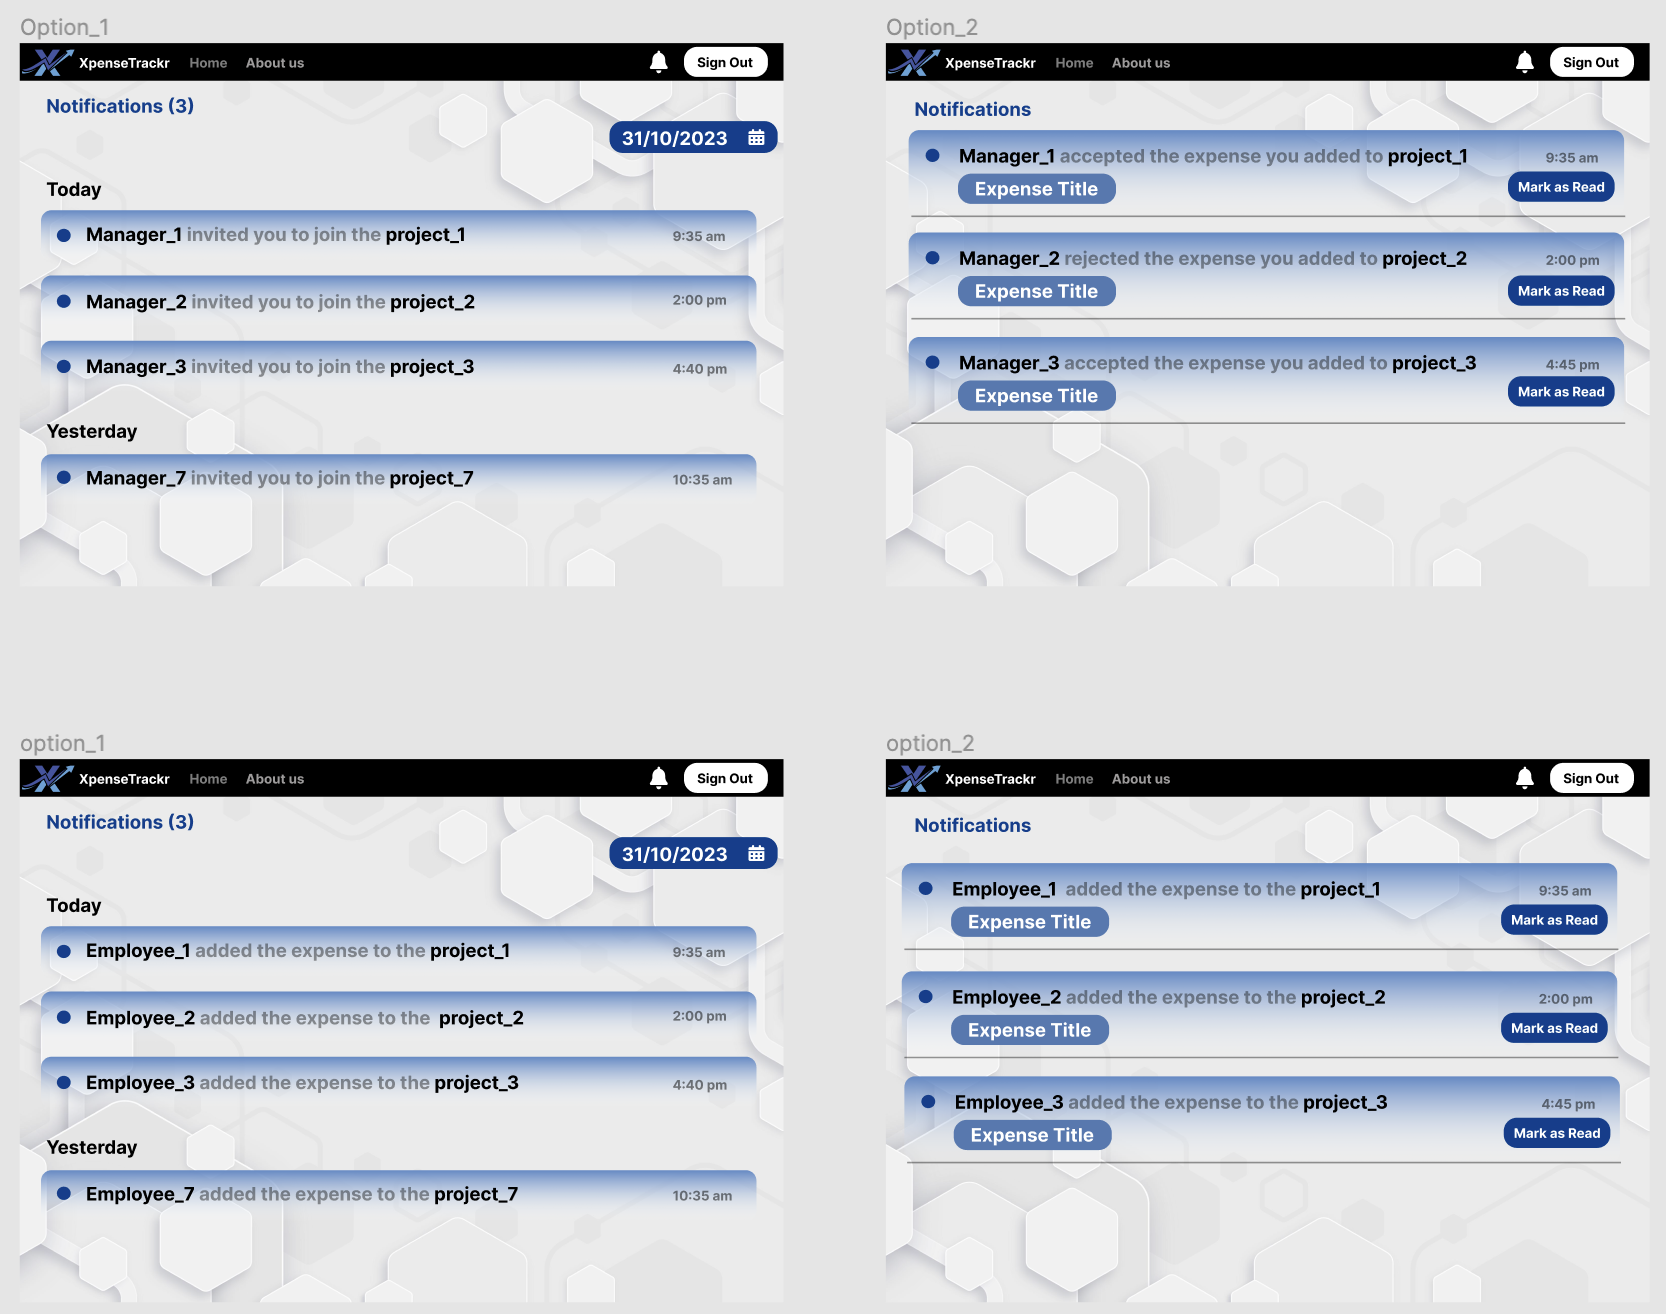 Option_1
XpenseTrackr Home About us Sign Out
Notifications (3)
31/10/2023
Today
Manager_1 invited you to join the project_1 9:35 am
Manager_2 invited you to join the project_2 2:00 pm
Manager_3 invited you to join the project_3 4:40 pm
Yesterday
Manager_7 invited you to join the project_7 10:35 am
Option_2
XpenseTrackr Home About us Sign Out
Notifications
Manager_1 accepted the expense you added to project_1 9:35 am
Expense Title Mark as Read
Manager_2 rejected the expense you added to project_2 2:00 pm
Expense Title Mark as Read
Manager_3 accepted the expense you added to project_3 4:45 pm
Expense Title Mark as Read
option_1
XpenseTrackr Home About us Sign Out
Notifications (3)
31/10/2023
Today
Employee_1 added the expense to the project_1 9:35 am
Employee_2 added the expense to the project_2 2:00 pm
Employee_3 added the expense to the project_3 4:40 pm
Yesterday
Employee_7 added the expense to the project_7 10:35 am
option_2
XpenseTrackr Home About us Sign Out
Notifications
Employee_1 added the expense to the project_1 9:35 am
Expense Title Mark as Read
Employee_2 added the expense to the project_2 2:00 pm
Expense Title Mark as Read
Employee_3 added the expense to the project_3 4:45 pm
Expense Title Mark as Read